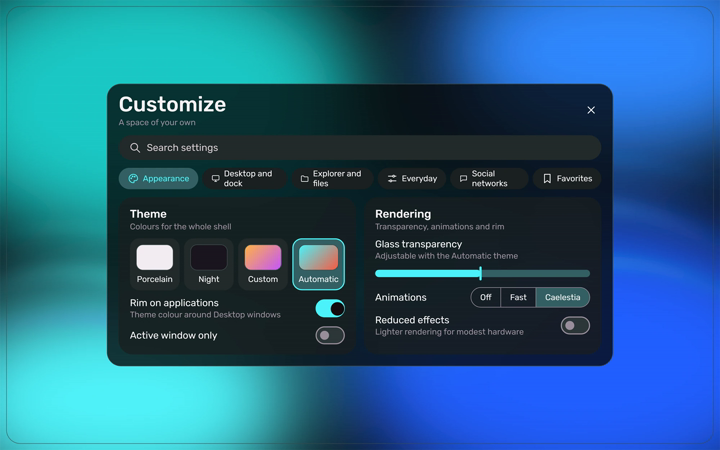 Customize
A space of your own
Search settings
Appearance
Desktop and
dock
Explorer and
files
Everyday
Social
networks
Favorites
Theme
Colours for the whole shell
Porcelain
Night
Custom
Automatic
Rim on applications
Theme colour around Desktop windows
Active window only
Rendering
Transparency, animations and rim
Glass transparency
Adjustable with the Automatic theme
Animations
Off
Fast
Caelestia
Reduced effects
Lighter rendering for modest hardware